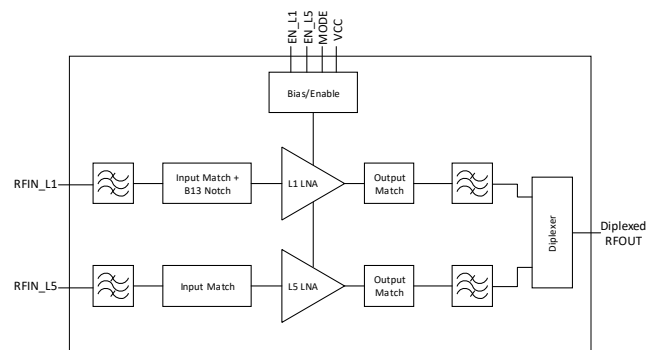 EN_L1
EN_L5
MODE
VCC
Bias/Enable
RFIN_L1
Input Match +
B13 Notch
L1 LNA
Output
Match
Diplexer
Diplexed
RFOUT
RFIN_L5
Input Match
L5 LNA
Output
Match